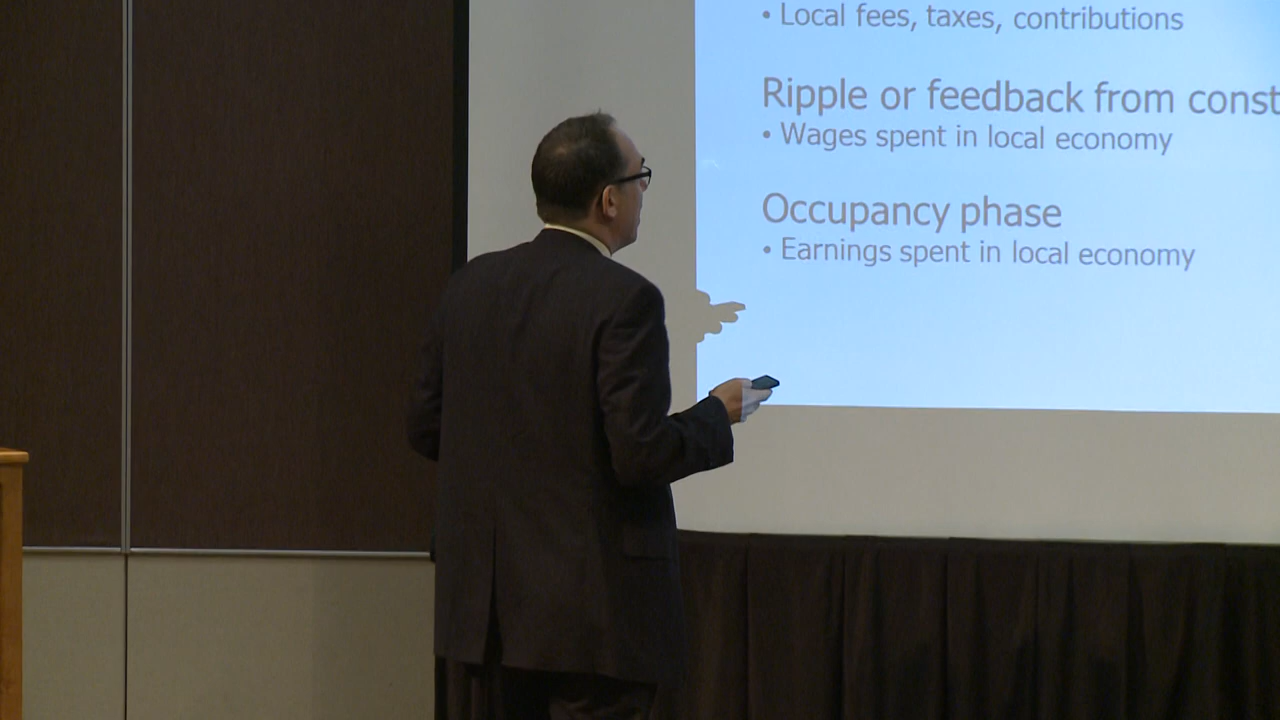 • Local fees, taxes, contributions
Ripple or feedback from const
• Wages spent in local economy
Occupancy phase
• Earnings spent in local economy